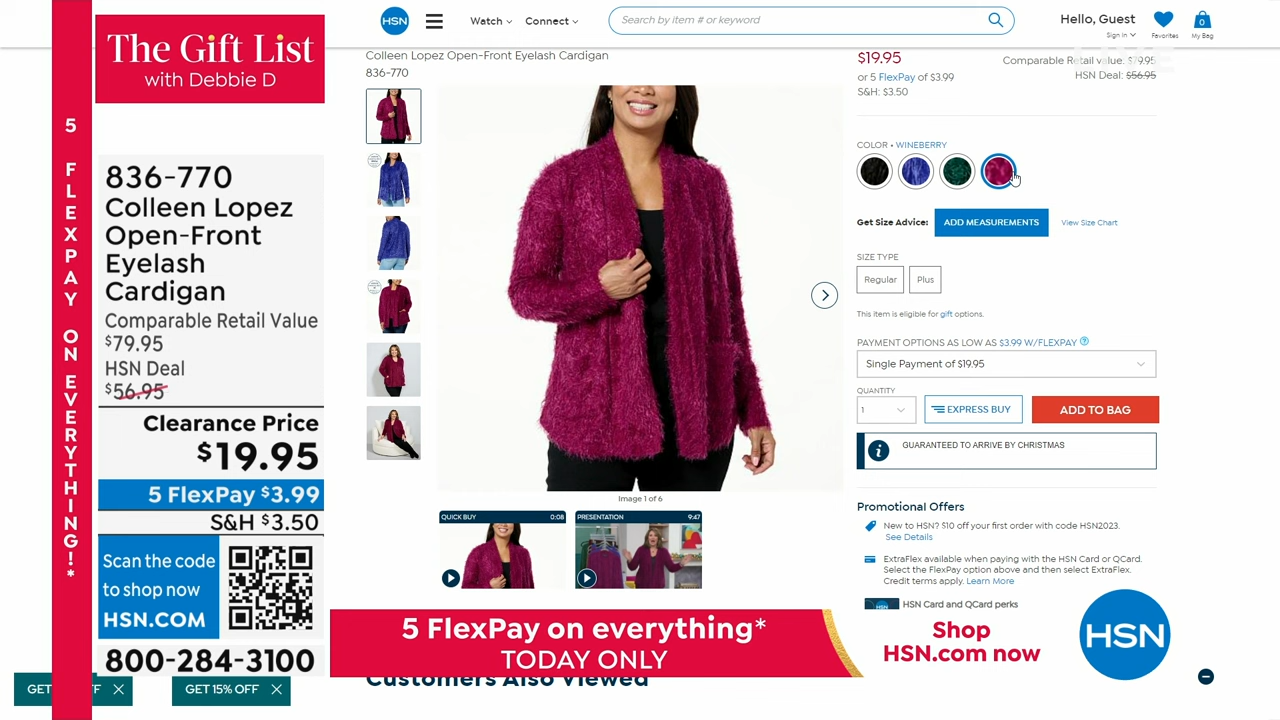 The Gift List
with Debbie D
5 FLEXPAY ON EVERYTHING!*
836-770
Colleen Lopez
Open-Front
Eyelash
Cardigan
Comparable Retail Value
$79.95
HSN Deal
$56.95
Clearance Price
$19.95
5 FlexPay $3.99
S&H $3.50
Scan the code
to shop now
HSN.COM
800-284-3100
HSN
Watch
Connect
Search by item # or keyword
Hello, Guest
Sign In
Favorites
0
My Bag
Colleen Lopez Open-Front Eyelash Cardigan
836-770
$19.95
Comparable Retail value: $79.95
or 5 FlexPay of $3.99
HSN Deal: $56.95
S&H: $3.50
COLOR • WINEBERRY
Get Size Advice:
ADD MEASUREMENTS
View Size Chart
SIZE TYPE
Regular
Plus
This item is eligible for gift options.
PAYMENT OPTIONS AS LOW AS $3.99 W/FLEXPAY
Single Payment of $19.95
QUANTITY
1
EXPRESS BUY
ADD TO BAG
GUARANTEED TO ARRIVE BY CHRISTMAS
Image 1 of 6
QUICK BUY 0:08
PRESENTATION 9:47
Promotional Offers
New to HSN? $10 off your first order with code HSN2023.
See Details
ExtraFlex available when paying with the HSN Card or QCard.
Select the FlexPay option above and then select ExtraFlex.
Credit terms apply. Learn More
HSN
HSN Card and QCard perks
5 FlexPay on everything*
TODAY ONLY
Shop
HSN.com now
HSN
Customers Also Viewed
GET
GET 15% OFF